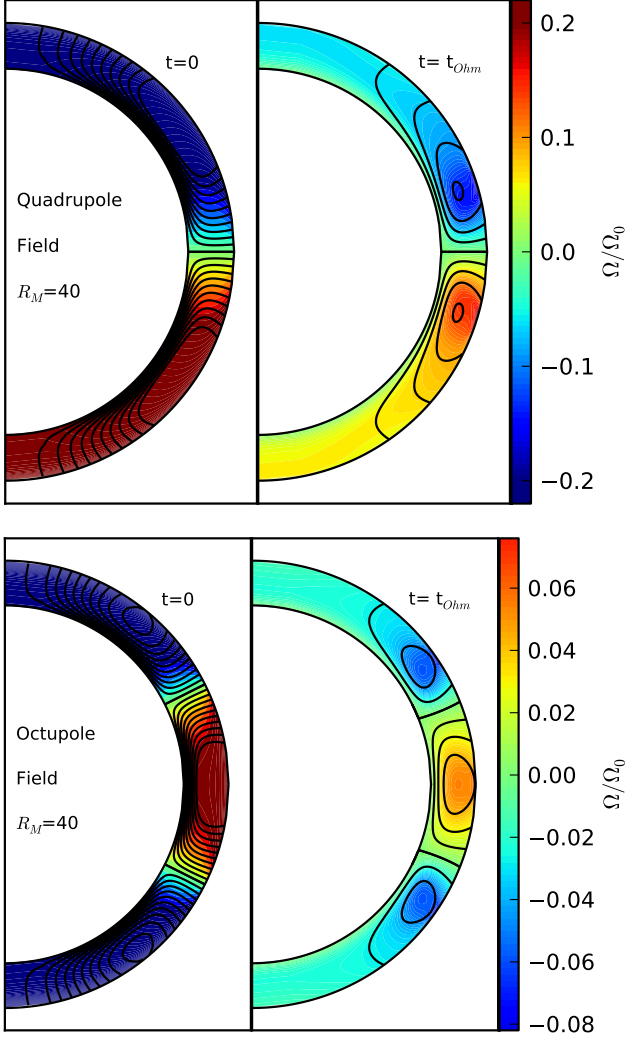 t=0
t= t_Ohm
Quadrupole
Field
R_M=40
0.2
0.1
0.0
−0.1
−0.2
Ω/Ω_0
t=0
t= t_Ohm
Octupole
Field
R_M=40
0.06
0.04
0.02
0.00
−0.02
−0.04
−0.06
−0.08
Ω/Ω_0